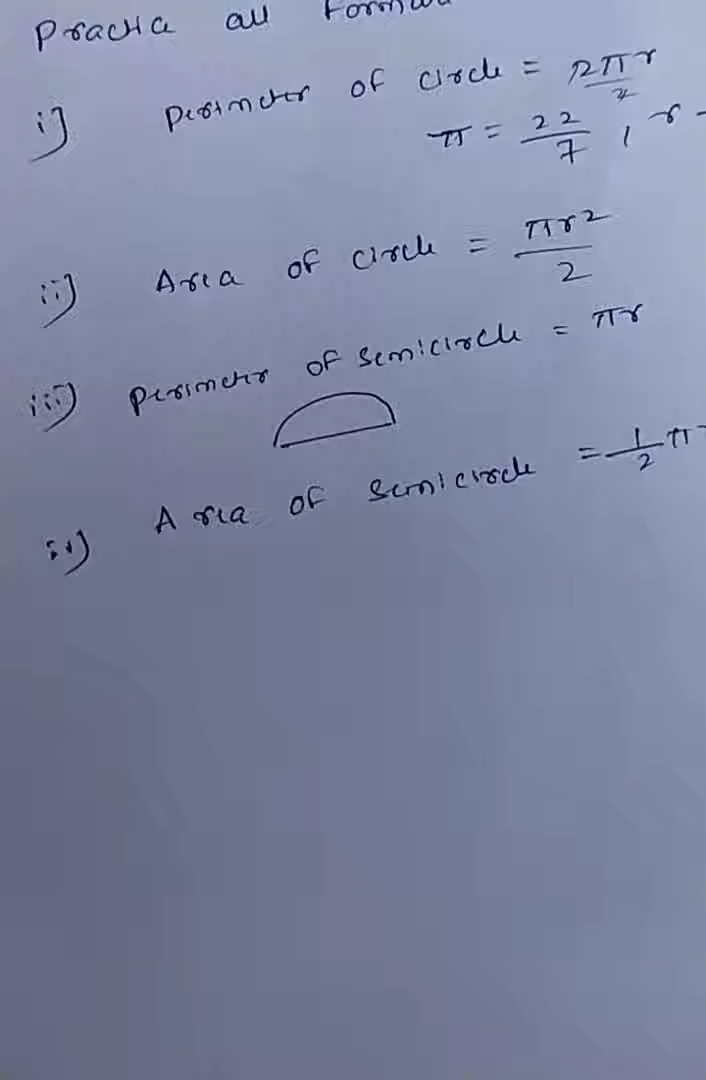 Practice all
i) Perimeter of circle = 2πr/2
π = 22/7 , r
ii) Area of circle = πr2/2
iii) Perimeter of semicircle = πr
iv) Area of semicircle = 1/2 π